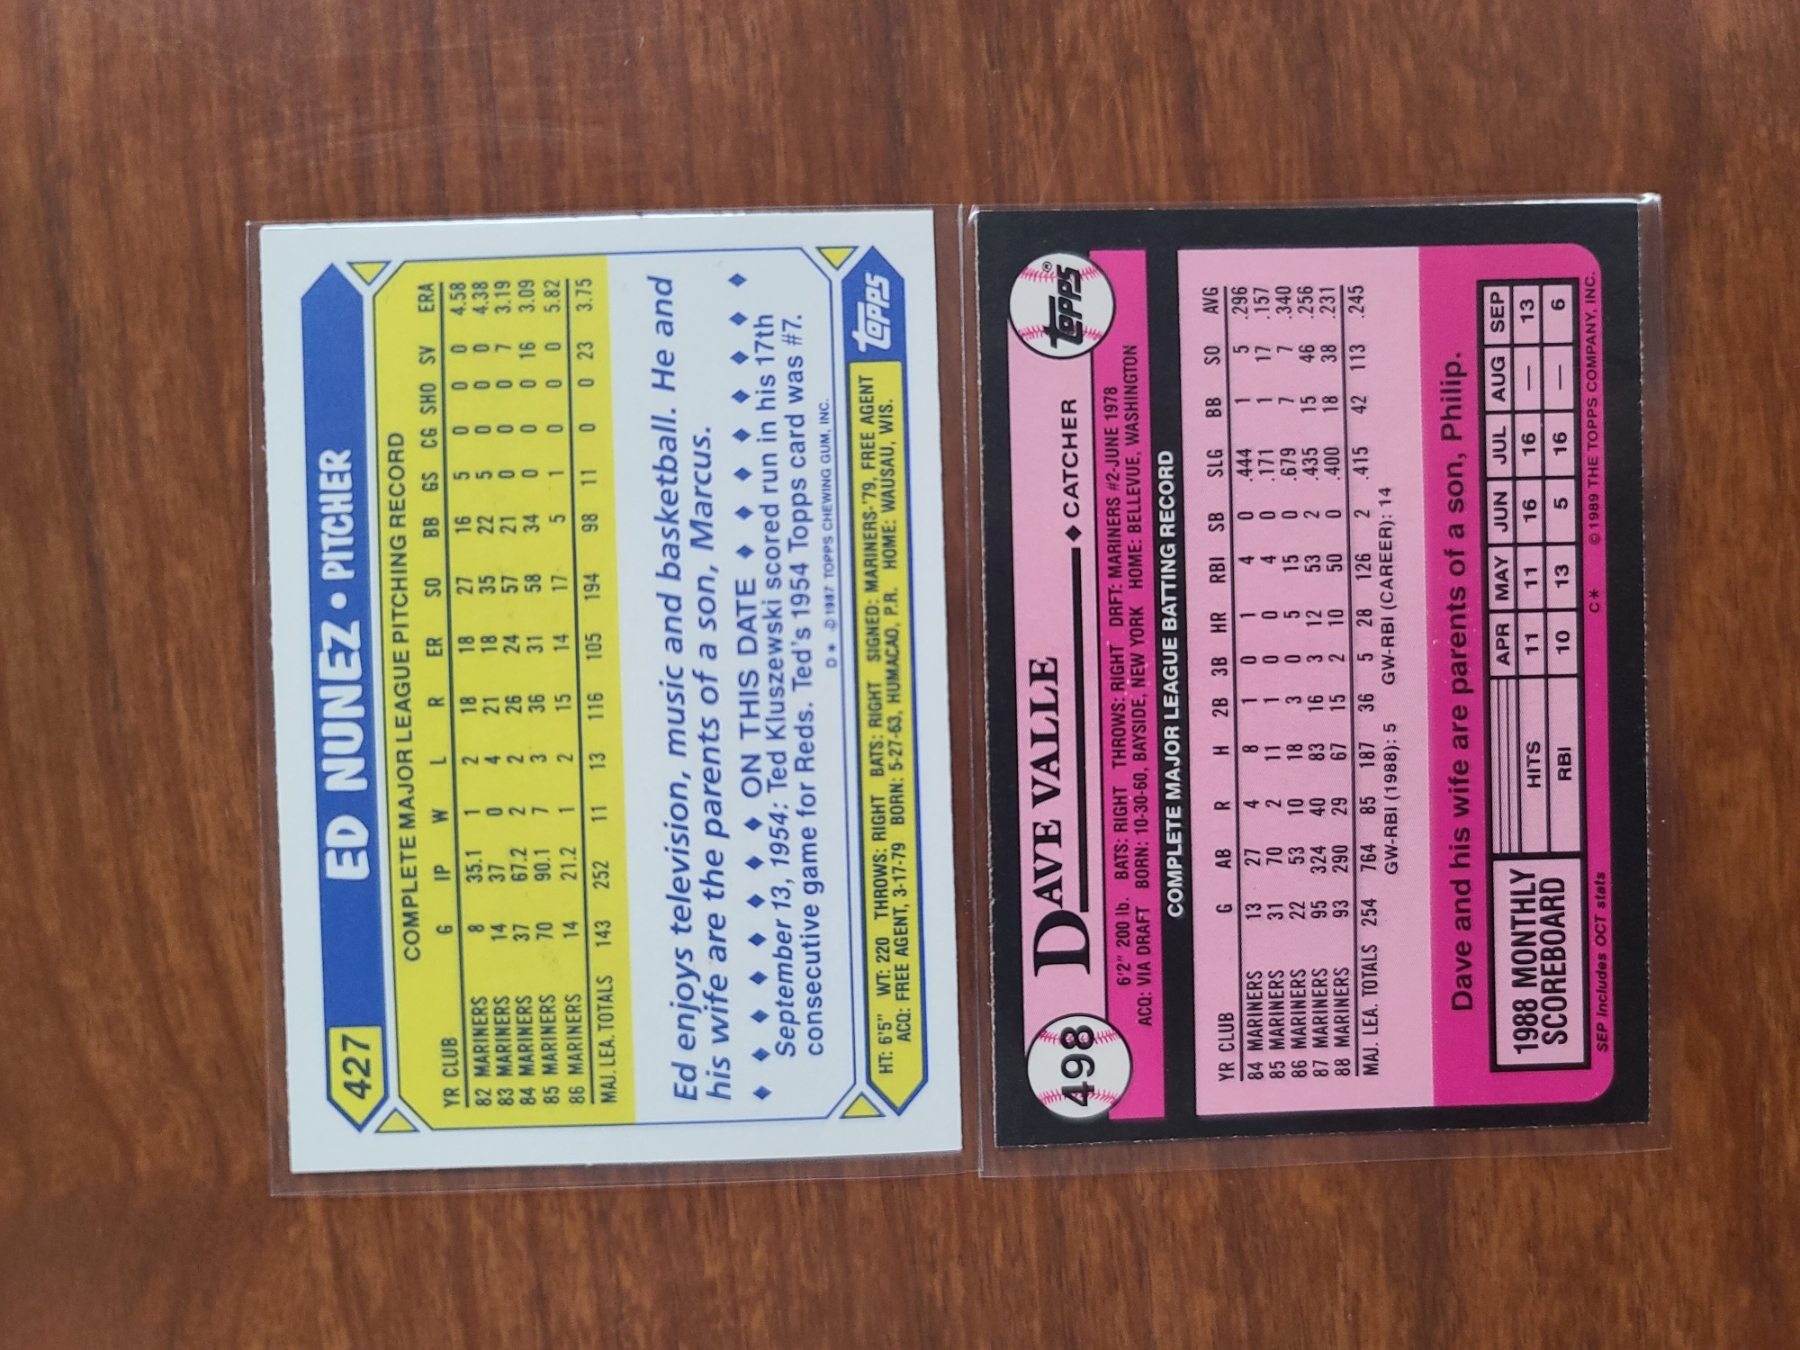 427 ED NUNEZ • PITCHER
COMPLETE MAJOR LEAGUE PITCHING RECORD
YR CLUB G IP W L R ER SO BB GS CG SHO SV ERA
82 MARINERS 8 35.1 1 2 18 18 27 16 5 0 0 0 4.58
83 MARINERS 14 37 0 4 21 18 35 22 5 0 0 0 4.38
84 MARINERS 37 67.2 2 2 26 24 57 21 0 0 0 7 3.19
85 MARINERS 70 90.1 7 3 36 31 58 34 0 0 0 16 3.09
86 MARINERS 14 21.2 1 2 15 14 17 5 1 0 0 0 5.82
MAJ. LEA. TOTALS 143 252 11 13 116 105 194 98 11 0 0 23 3.75
Ed enjoys television, music and basketball. He and
his wife are the parents of a son, Marcus.
♦ ♦ ♦ ♦ ♦ ♦ ♦ ON THIS DATE ♦ ♦ ♦ ♦ ♦ ♦ ♦ ♦
September 13, 1954: Ted Kluszewski scored run in his 17th
consecutive game for Reds. Ted's 1954 Topps card was #7.
D* © 1987 TOPPS CHEWING GUM, INC.
HT: 6'5" WT: 220 THROWS: RIGHT BATS: RIGHT SIGNED: MARINERS-'79, FREE AGENT
ACQ: FREE AGENT, 3-17-79 BORN: 5-27-63, HUMACAO, P.R. HOME: WAUSAU, WIS.
topps
498 DAVE VALLE ♦ CATCHER
topps®
6'2" 200 lb. BATS: RIGHT THROWS: RIGHT DRFT: MARINERS #2-JUNE 1978
ACQ: VIA DRAFT BORN: 10-30-60, BAYSIDE, NEW YORK HOME: BELLEVUE, WASHINGTON
COMPLETE MAJOR LEAGUE BATTING RECORD
YR CLUB G AB R H 2B 3B HR RBI SB SLG BB SO AVG
84 MARINERS 13 27 4 8 1 0 1 4 0 .444 1 5 .296
85 MARINERS 31 70 2 11 1 0 0 4 0 .171 1 17 .157
86 MARINERS 22 53 10 18 3 0 5 15 0 .679 7 7 .340
87 MARINERS 95 324 40 83 16 3 12 53 2 .435 15 46 .256
88 MARINERS 93 290 29 67 15 2 10 50 0 .400 18 38 .231
MAJ. LEA. TOTALS 254 764 85 187 36 5 28 126 2 .415 42 113 .245
GW-RBI (1988): 5 GW-RBI (CAREER): 14
Dave and his wife are parents of a son, Philip.
1988 MONTHLY
SCOREBOARD
APR MAY JUN JUL AUG SEP
HITS 11 11 16 16 — 13
RBI 10 13 5 16 — 6
SEP includes OCT stats C* © 1989 THE TOPPS COMPANY, INC.